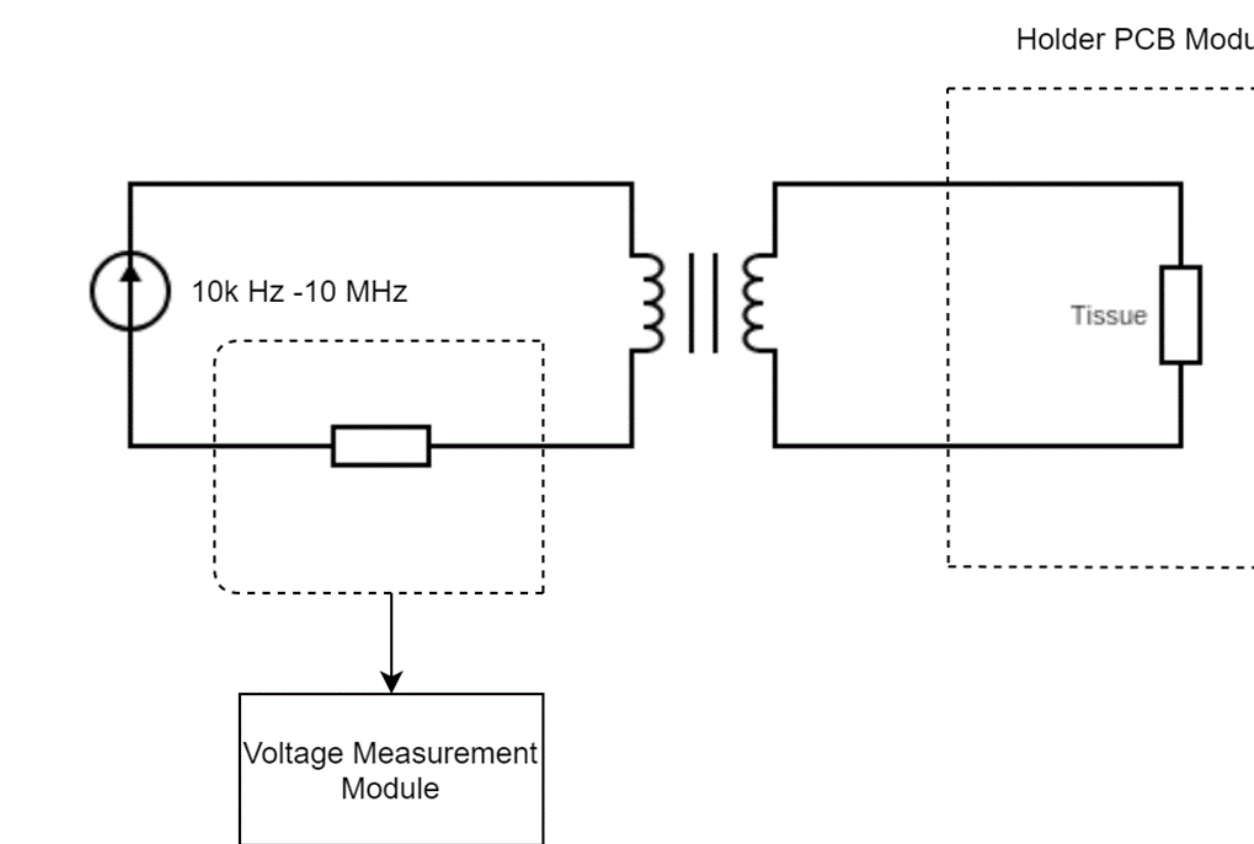 Holder PCB Modu
10k Hz -10 MHz
Tissue
Voltage Measurement
Module